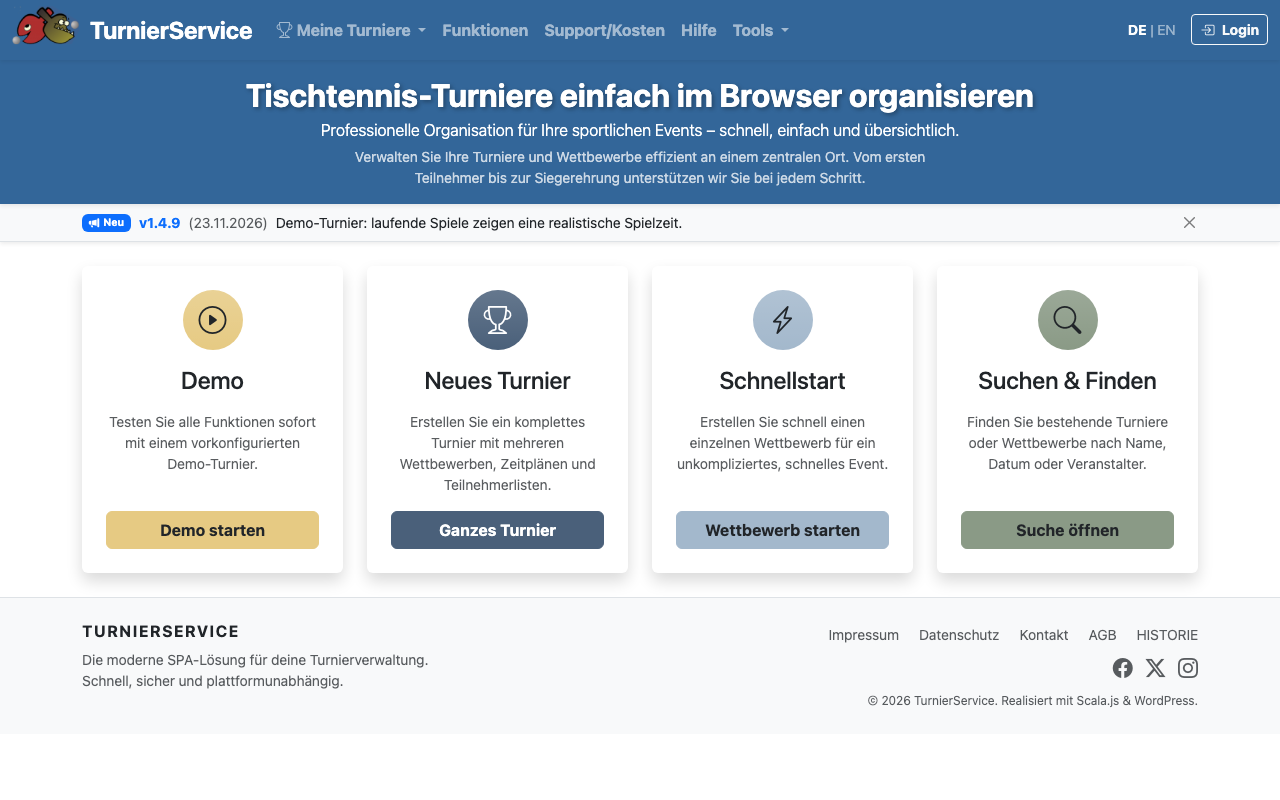 TurnierService
Meine Turniere
Funktionen
Support/Kosten
Hilfe
Tools
DE | EN
Login
Tischtennis-Turniere einfach im Browser organisieren
Professionelle Organisation für Ihre sportlichen Events – schnell, einfach und übersichtlich.
Verwalten Sie Ihre Turniere und Wettbewerbe effizient an einem zentralen Ort. Vom ersten
Teilnehmer bis zur Siegerehrung unterstützen wir Sie bei jedem Schritt.
Neu v1.4.9 (23.11.2026) Demo-Turnier: laufende Spiele zeigen eine realistische Spielzeit.
Demo
Testen Sie alle Funktionen sofort
mit einem vorkonfigurierten
Demo-Turnier.
Demo starten
Neues Turnier
Erstellen Sie ein komplettes
Turnier mit mehreren
Wettbewerben, Zeitplänen und
Teilnehmerlisten.
Ganzes Turnier
Schnellstart
Erstellen Sie schnell einen
einzelnen Wettbewerb für ein
unkompliziertes, schnelles Event.
Wettbewerb starten
Suchen & Finden
Finden Sie bestehende Turniere
oder Wettbewerbe nach Name,
Datum oder Veranstalter.
Suche öffnen
TURNIERSERVICE
Die moderne SPA-Lösung für deine Turnierverwaltung.
Schnell, sicher und plattformunabhängig.
Impressum
Datenschutz
Kontakt
AGB
HISTORIE
© 2026 TurnierService. Realisiert mit Scala.js & WordPress.